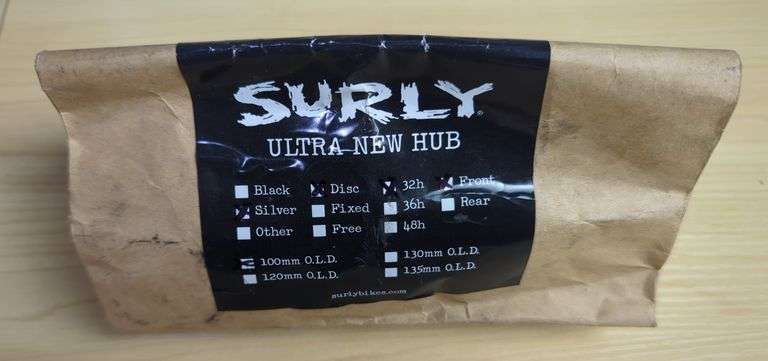 SURLY
ULTRA NEW HUB
Black Disc 32h Front
Silver Fixed 36h Rear
Other Free 48h
100mm O.L.D. 130mm O.L.D.
120mm O.L.D. 135mm O.L.D.
surlybikes.com